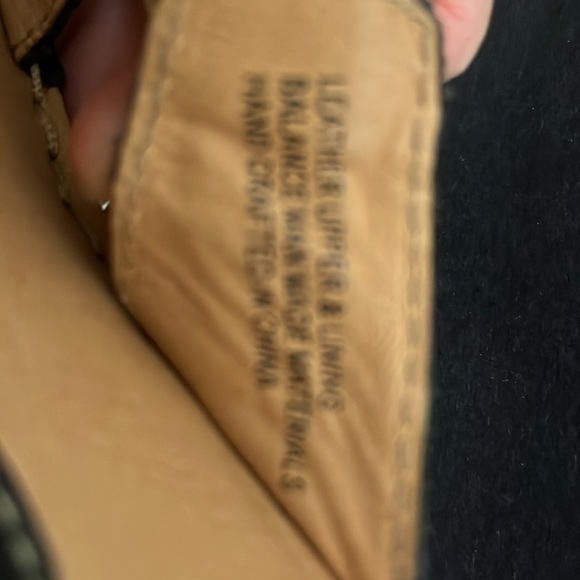 LEATHER UPPER & LINING
BALANCE MAN MADE MATERIALS
HAND CRAFTED IN CHINA